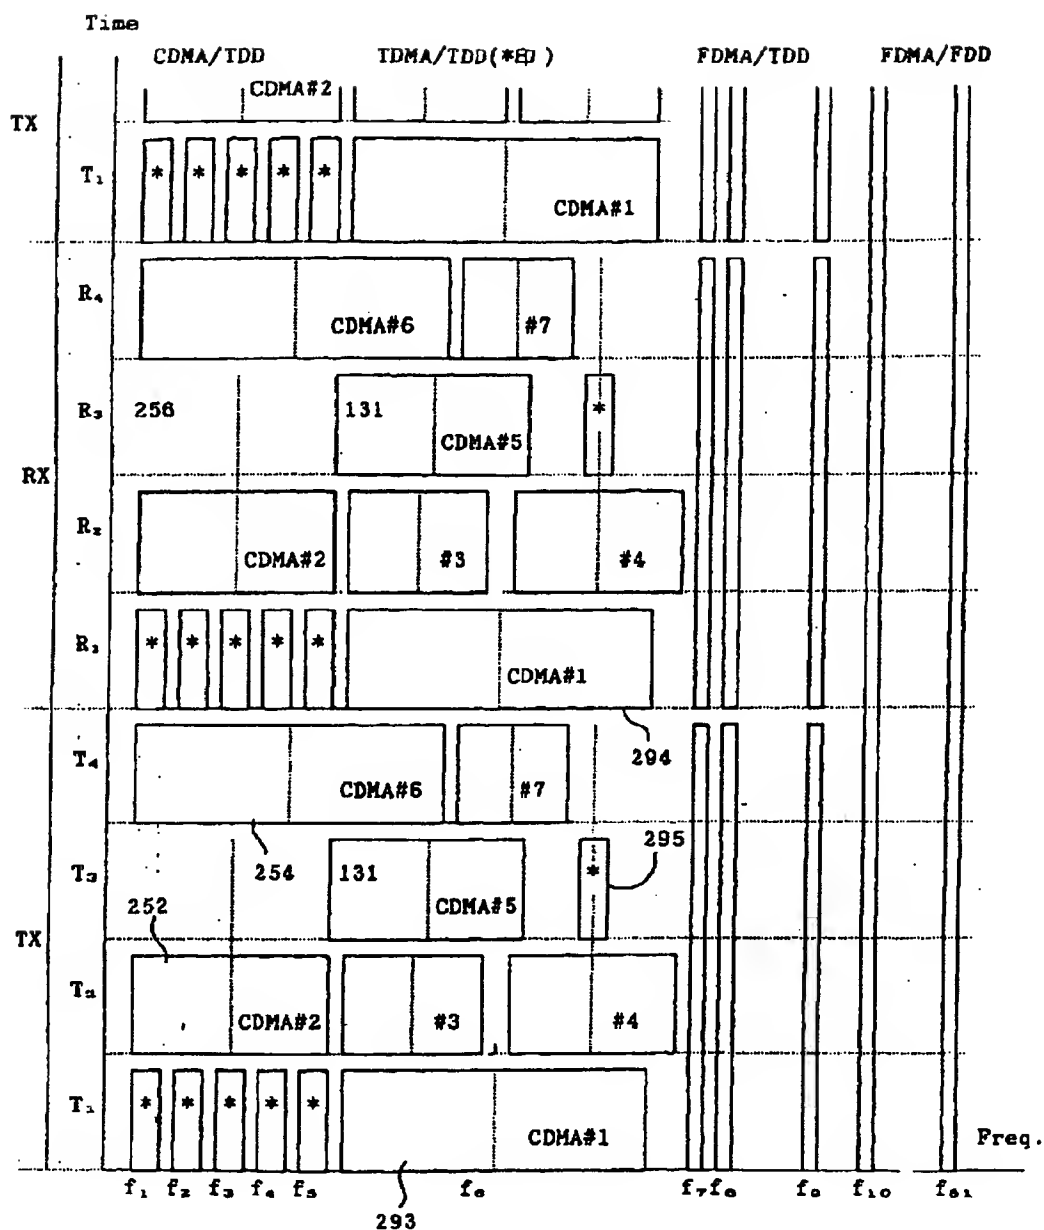 Time
CDMA/TDD TDMA/TDD(*印) FDMA/TDD FDMA/FDD
CDMA#2
TX
T₁ * * * * *
CDMA#1
R₄
CDMA#6 #7
R₃ 256 131 *
CDMA#5
RX
R₂
CDMA#2 #3 #4
R₁ * * * * *
CDMA#1
294
T₄
CDMA#6 #7
254 295
T₃ 131 *
252 CDMA#5
TX
T₂
CDMA#2 #3 #4
T₁ * * * * *
CDMA#1
Freq.
f₁ f₂ f₃ f₄ f₅ f₆ f₇ f₈ f₉ f₁₀ f₅₁
293